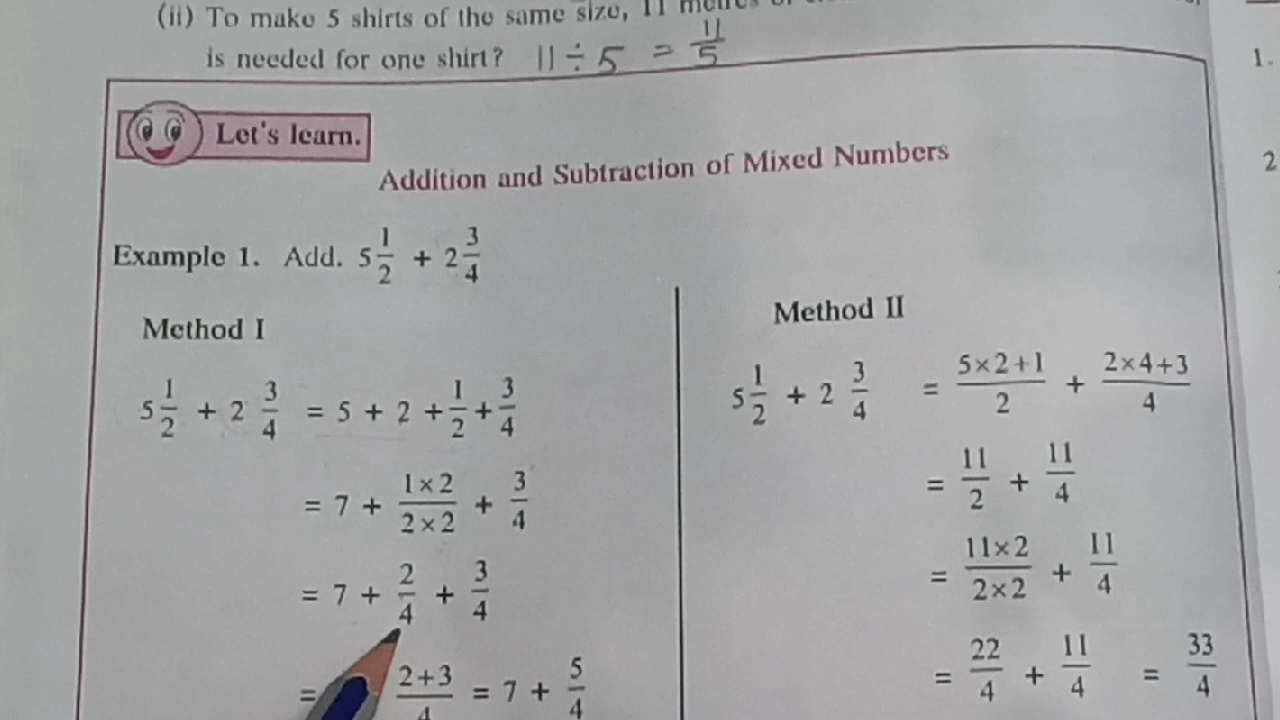 (ii) To make 5 shirts of the same size, 11 metres
is needed for one shirt? 11 ÷ 5 = 11/5
1.
2
Let's learn.
Addition and Subtraction of Mixed Numbers
Example 1. Add. 5 1/2 + 2 3/4
Method I
5 1/2 + 2 3/4 = 5 + 2 + 1/2 + 3/4
= 7 + 1×2/2×2 + 3/4
= 7 + 2/4 + 3/4
= 2+3/4 = 7 + 5/4
Method II
5 1/2 + 2 3/4 = 5×2+1/2 + 2×4+3/4
= 11/2 + 11/4
= 11×2/2×2 + 11/4
= 22/4 + 11/4 = 33/4